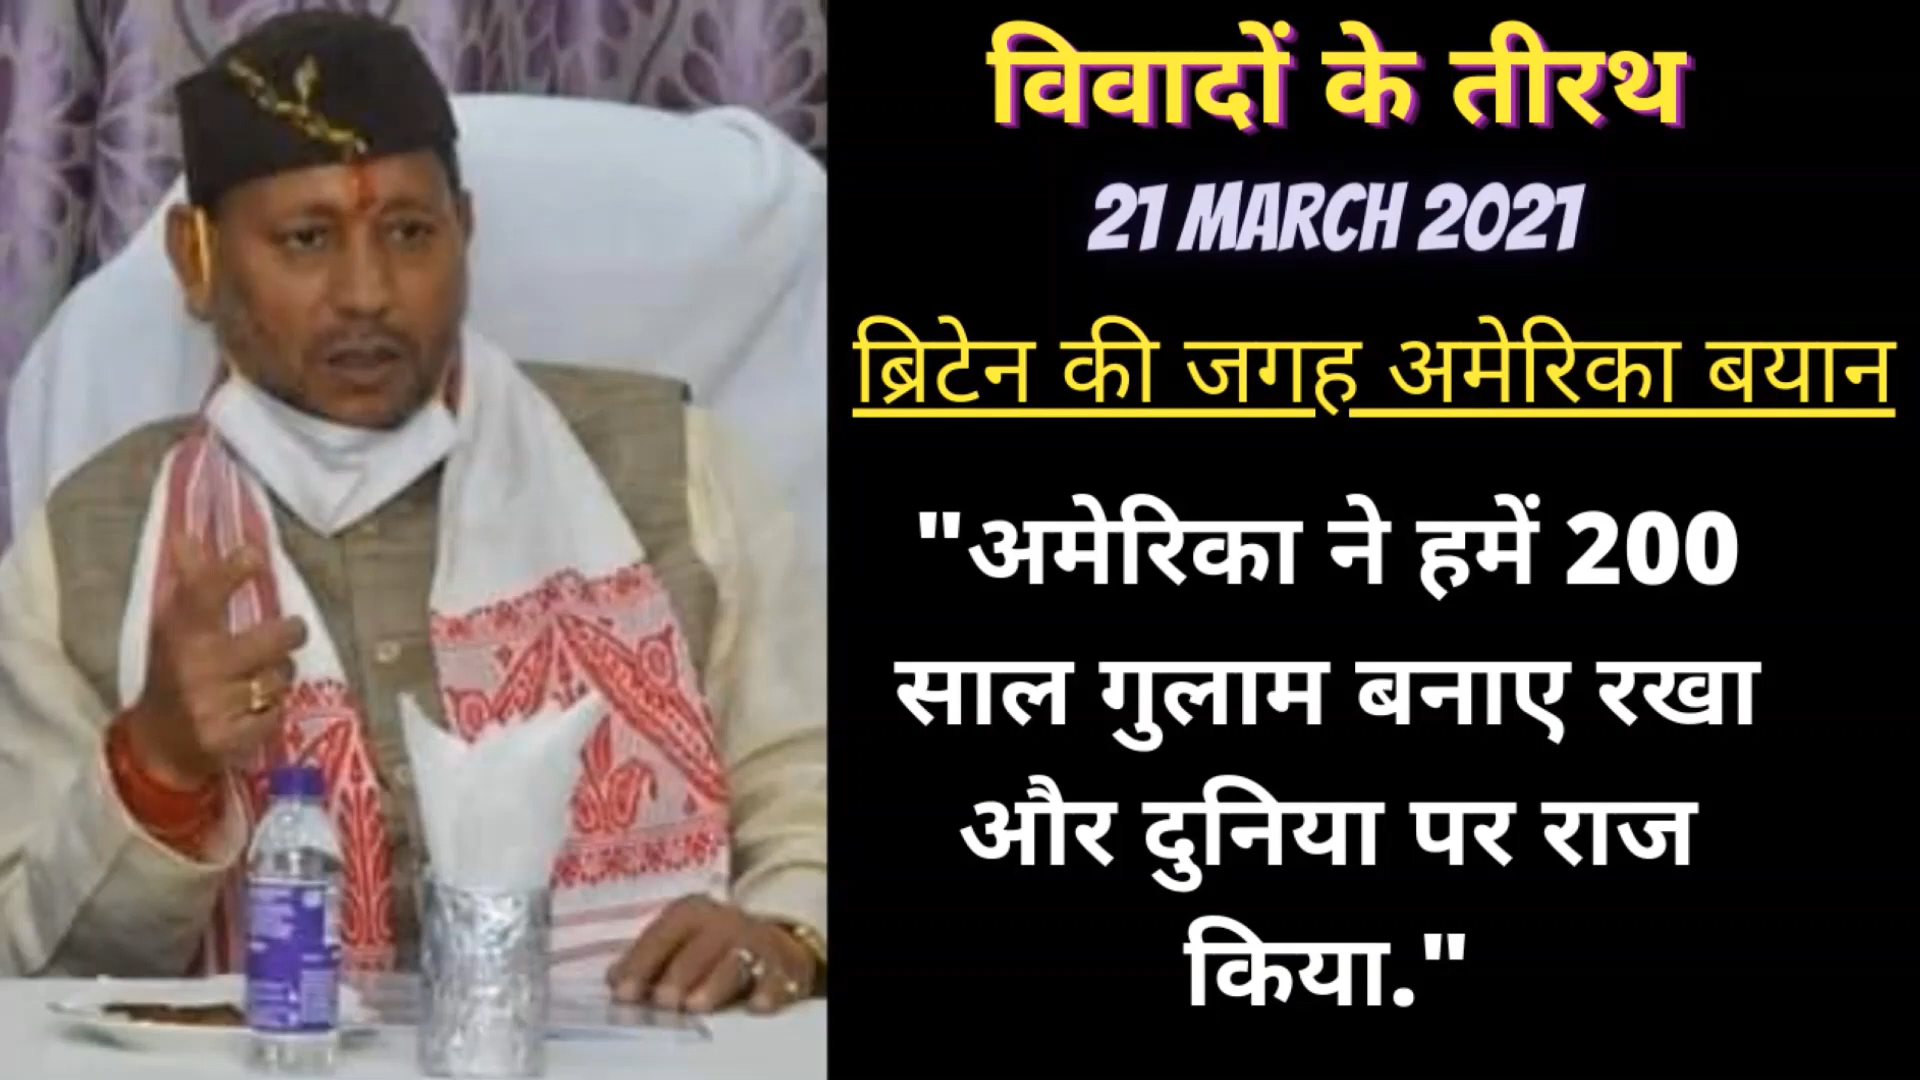 विवादों के तीरथ
21 MARCH 2021
ब्रिटेन की जगह अमेरिका बयान
"अमेरिका ने हमें 200
साल गुलाम बनाए रखा
और दुनिया पर राज
किया."